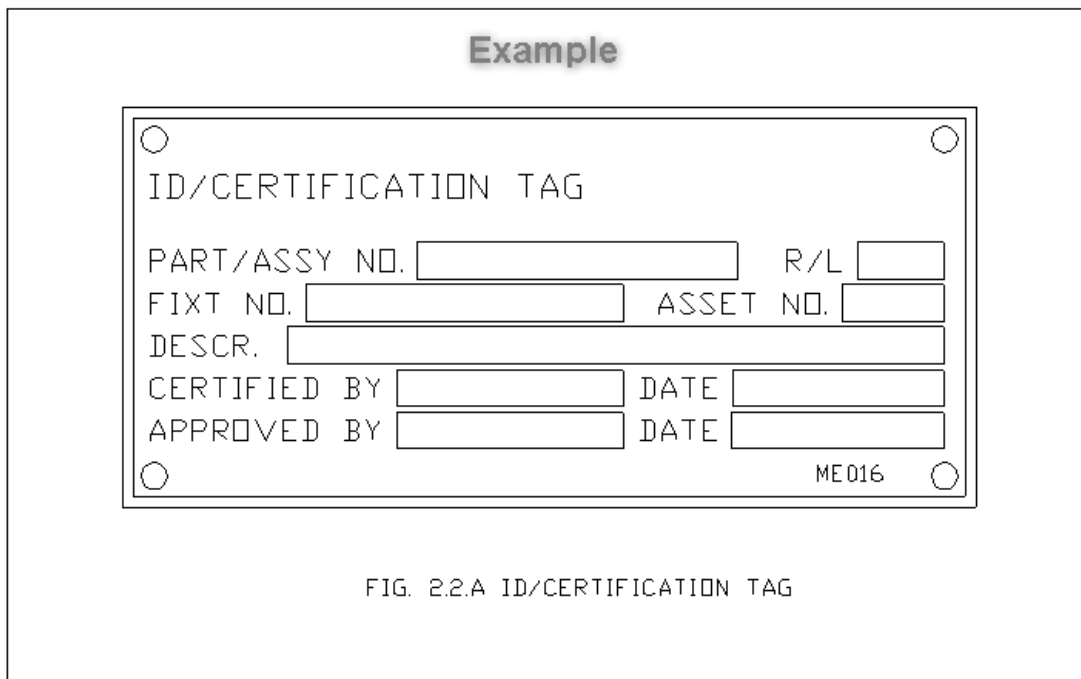 Example
ID/CERTIFICATION TAG
PART/ASSY NO. R/L
FIXT NO. ASSET NO.
DESCR.
CERTIFIED BY DATE
APPROVED BY DATE
ME016
FIG. 2.2.A ID/CERTIFICATION TAG